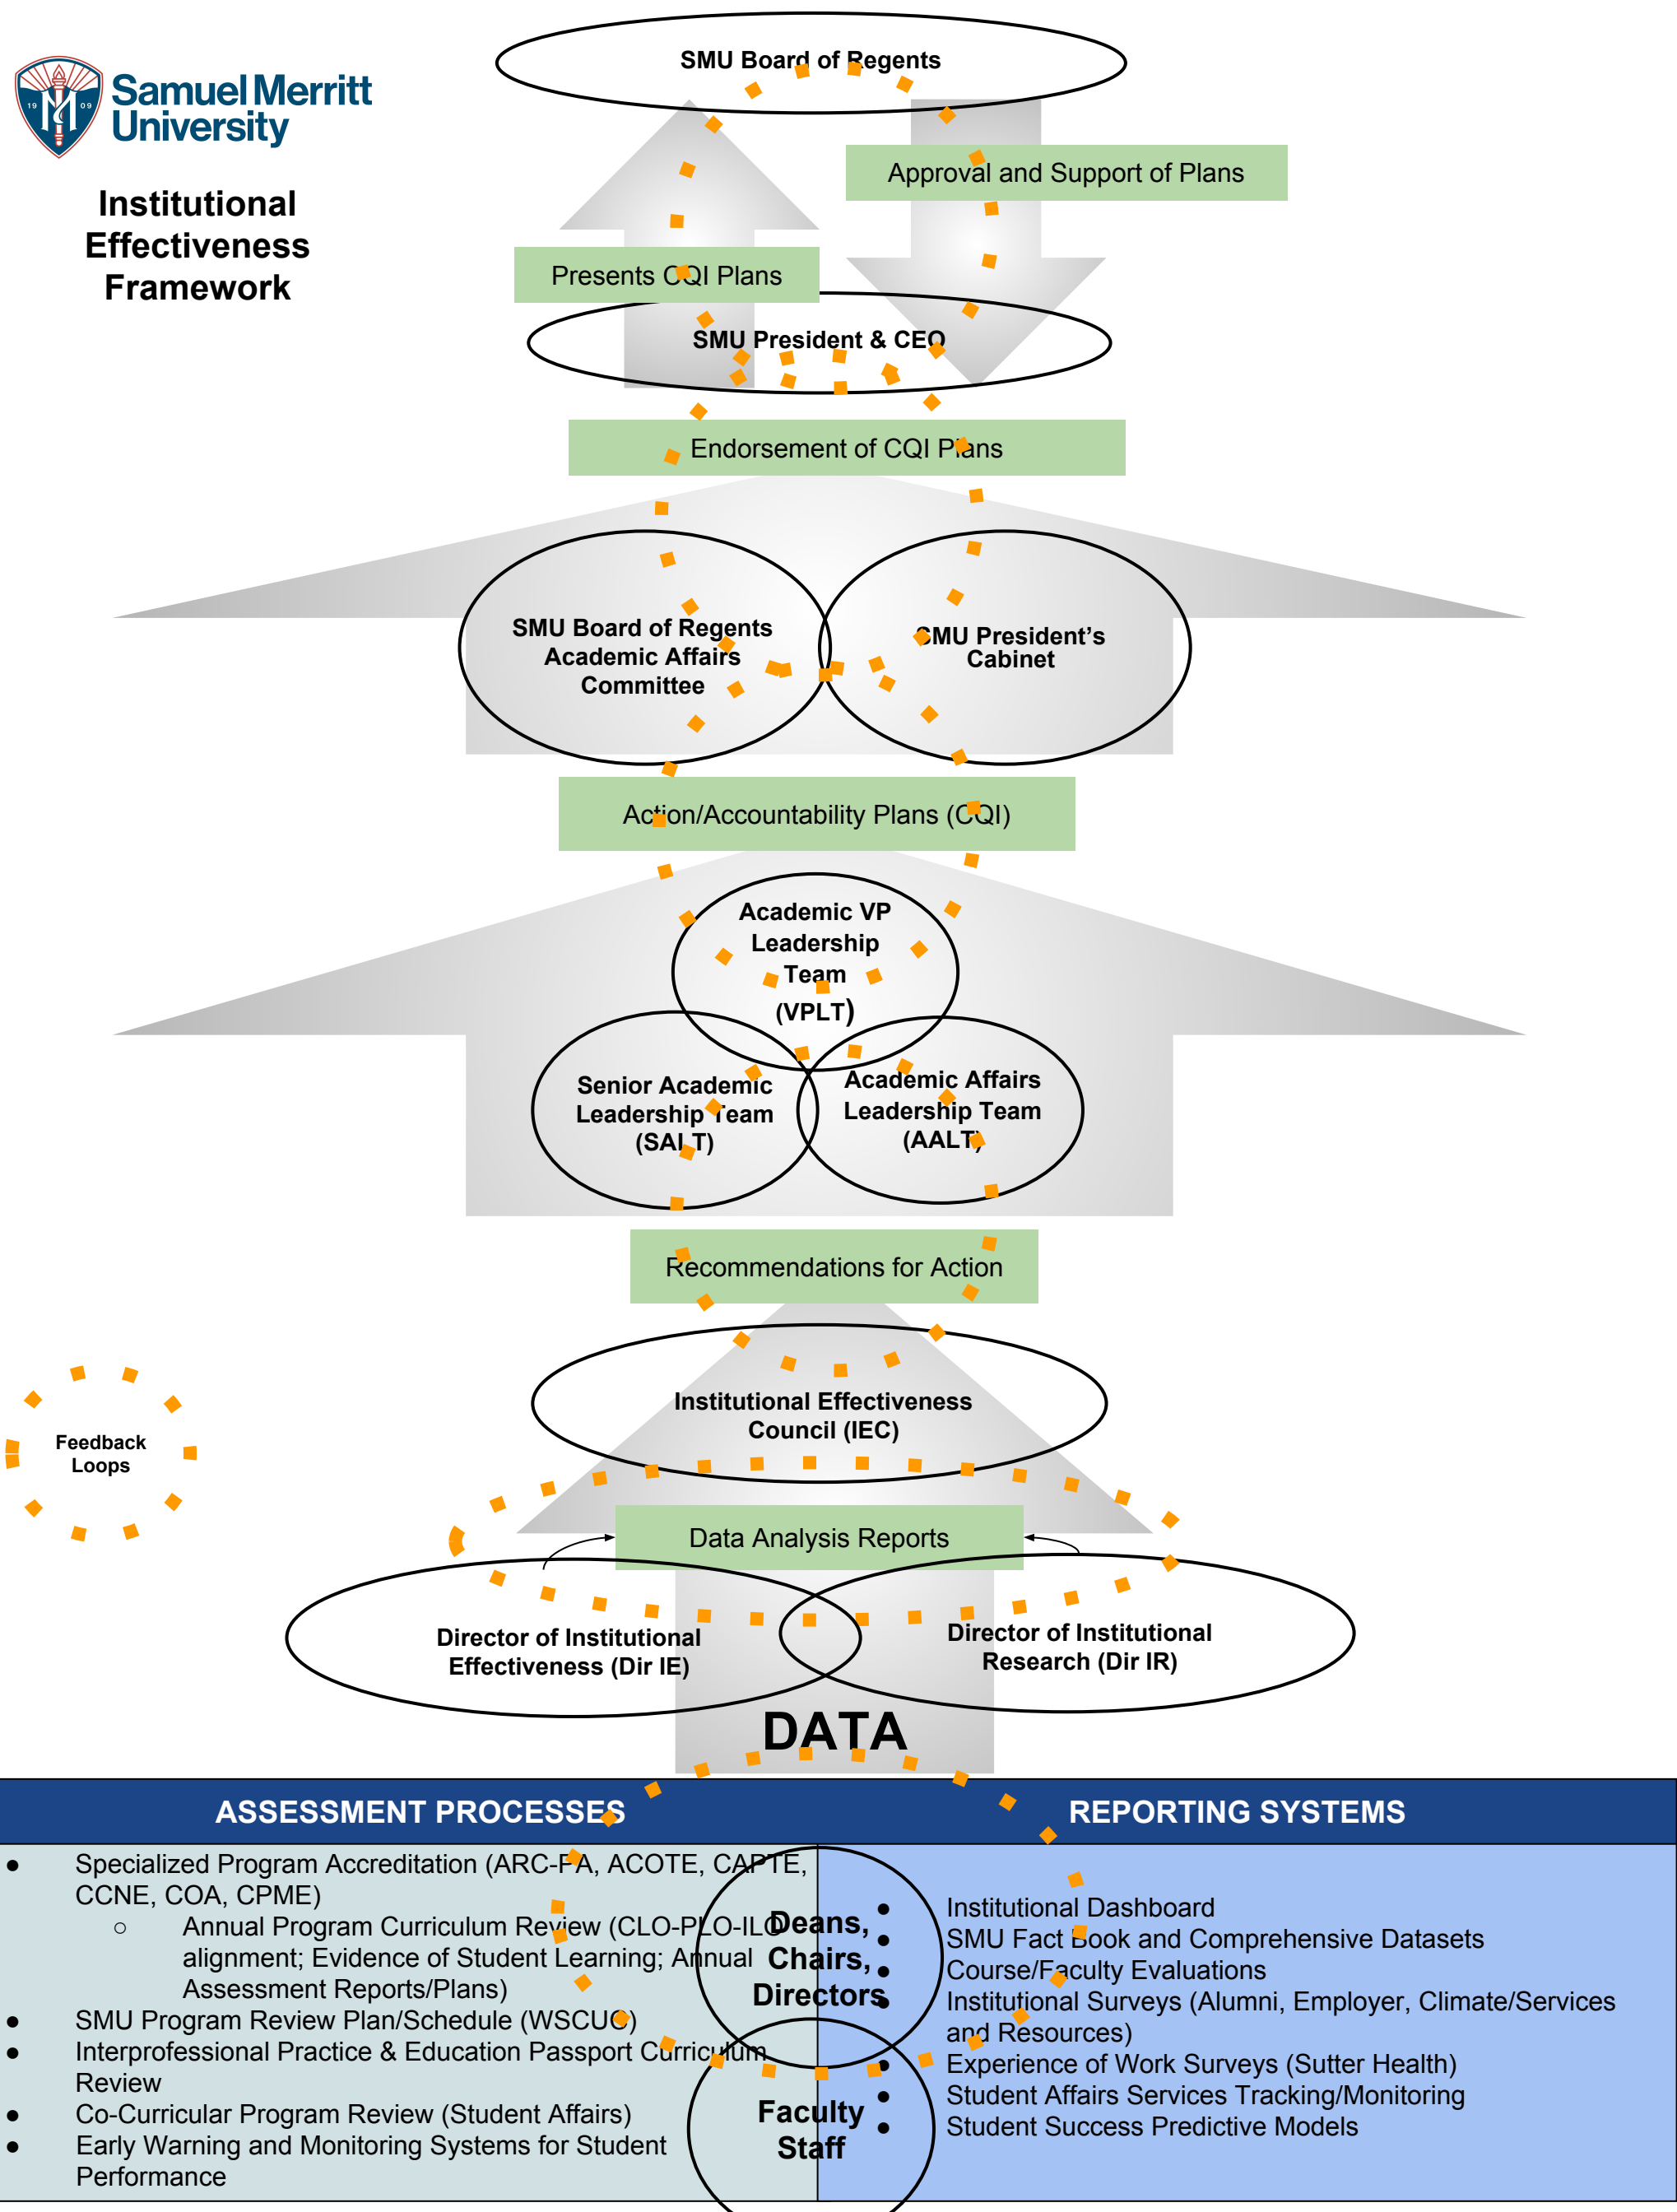 SMU Board of Regents
Samuel Merritt
University
19 09
Institutional
Effectiveness
Framework
Approval and Support of Plans
Presents CQI Plans
SMU President & CEO
Endorsement of CQI Plans
SMU Board of Regents
Academic Affairs
Committee
SMU President's
Cabinet
Action/Accountability Plans (CQI)
Academic VP
Leadership
Team
(VPLT)
Senior Academic
Leadership Team
(SALT)
Academic Affairs
Leadership Team
(AALT)
Recommendations for Action
Institutional Effectiveness
Council (IEC)
Feedback
Loops
Data Analysis Reports
Director of Institutional
Effectiveness (Dir IE)
Director of Institutional
Research (Dir IR)
DATA
ASSESSMENT PROCESSES
● Specialized Program Accreditation (ARC-PA, ACOTE, CAPTE,
CCNE, COA, CPME)
○ Annual Program Curriculum Review (CLO-PLO-ILO
alignment; Evidence of Student Learning; Annual
Assessment Reports/Plans)
● SMU Program Review Plan/Schedule (WSCUC)
● Interprofessional Practice & Education Passport Curriculum
Review
● Co-Curricular Program Review (Student Affairs)
● Early Warning and Monitoring Systems for Student
Performance
Deans,
Chairs,
Directors
Faculty
Staff
REPORTING SYSTEMS
● Institutional Dashboard
● SMU Fact Book and Comprehensive Datasets
● Course/Faculty Evaluations
● Institutional Surveys (Alumni, Employer, Climate/Services
and Resources)
● Experience of Work Surveys (Sutter Health)
● Student Affairs Services Tracking/Monitoring
● Student Success Predictive Models